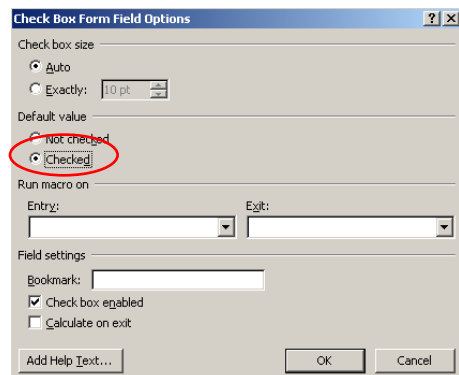 Check Box Form Field Options
Check box size
Auto
Exactly: 10 pt
Default value
Not checked
Checked
Run macro on
Entry: Exit:
Field settings
Bookmark:
Check box enabled
Calculate on exit
Add Help Text... OK Cancel